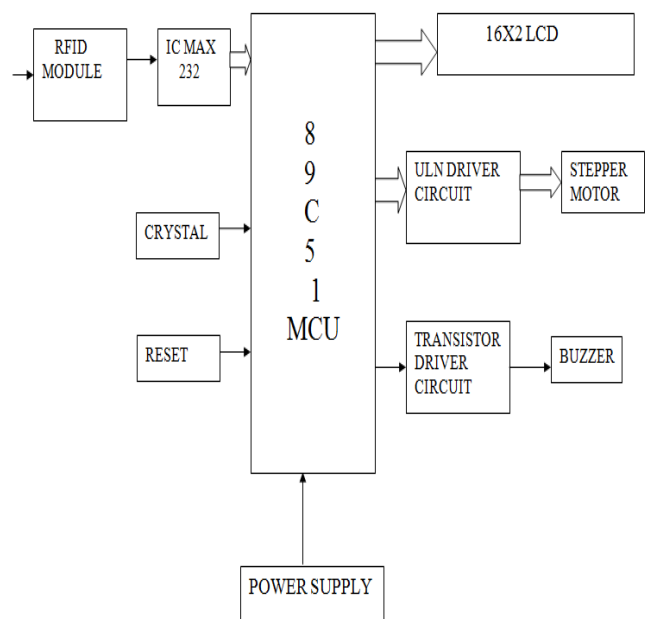 RFID
MODULE
IC MAX
232
16X2 LCD
8
9
C
5
1
MCU
ULN DRIVER
CIRCUIT
STEPPER
MOTOR
CRYSTAL
RESET
TRANSISTOR
DRIVER
CIRCUIT
BUZZER
POWER SUPPLY